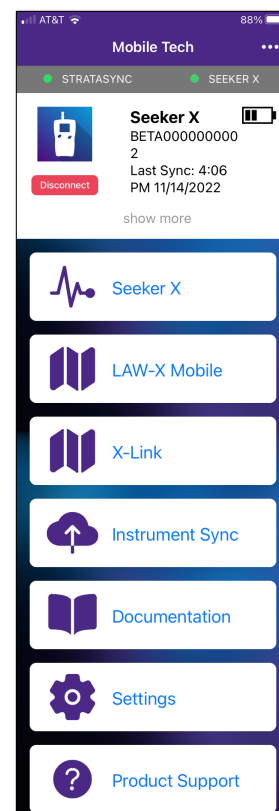 AT&T 88%
Mobile Tech
STRATASYNC SEEKER X
Seeker X
BETA000000000
2
Last Sync: 4:06
PM 11/14/2022
Disconnect
show more
Seeker X
LAW-X Mobile
X-Link
Instrument Sync
Documentation
Settings
?
Product Support